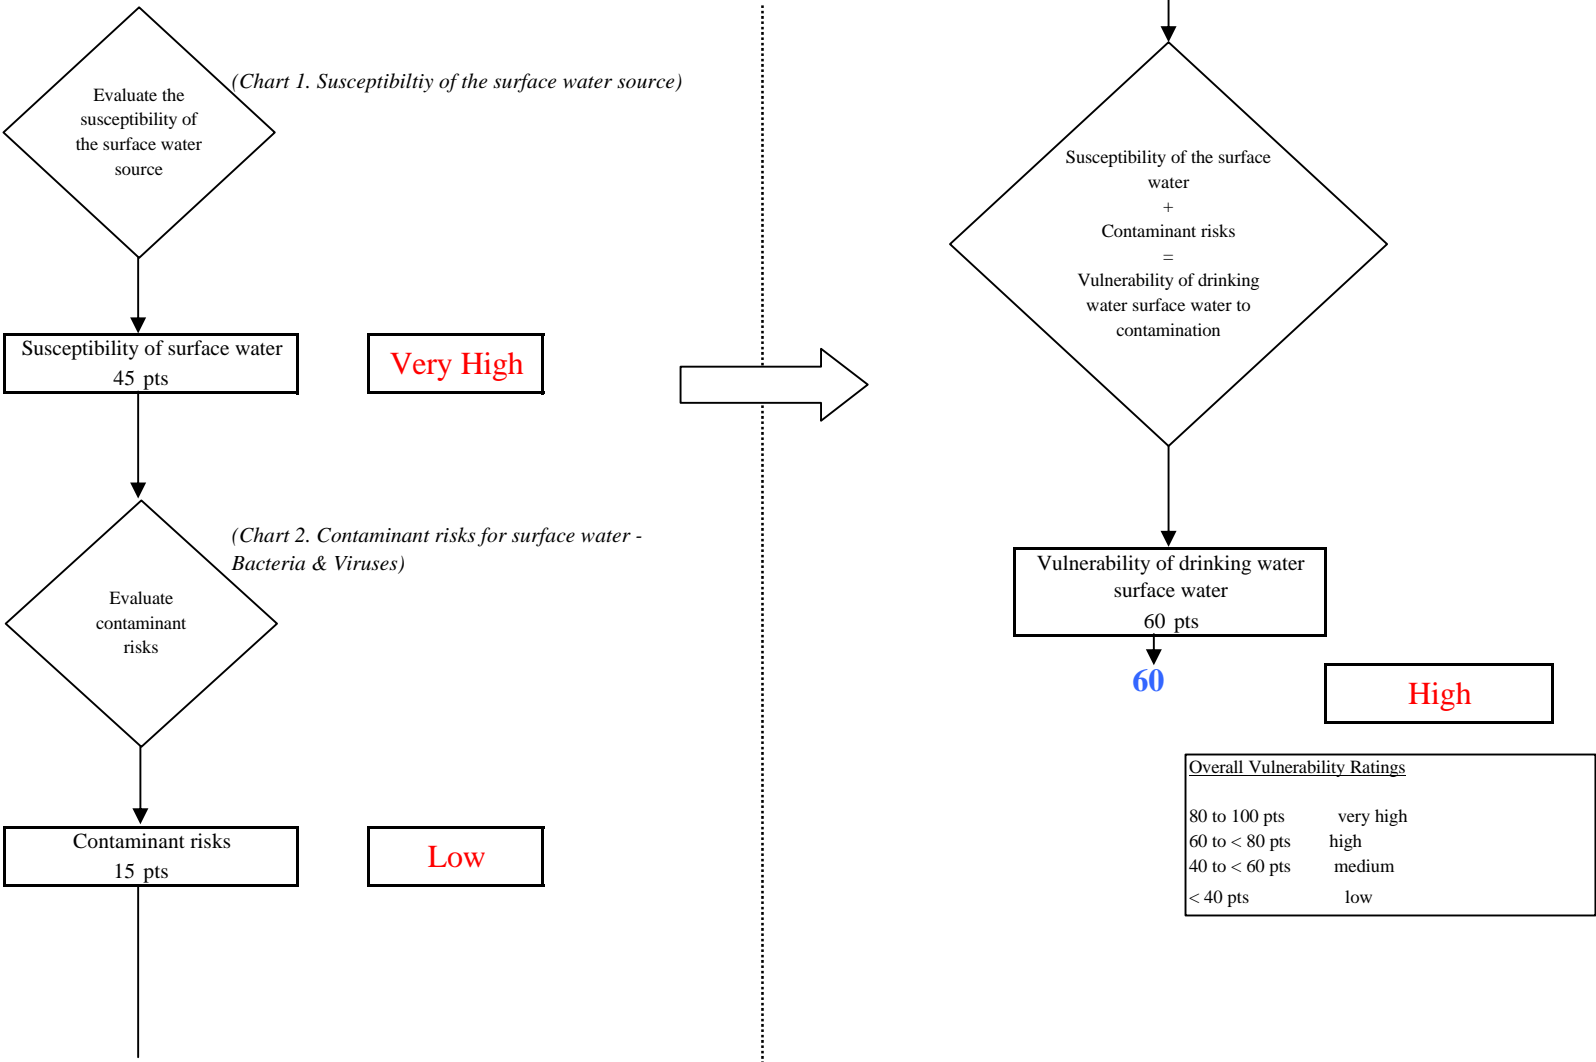 Evaluate the
susceptibility of
the surface water
source
(Chart 1. Susceptibiltiy of the surface water source)
Susceptibility of surface water
45 pts
Very High
(Chart 2. Contaminant risks for surface water -
Bacteria & Viruses)
Evaluate
contaminant
risks
Contaminant risks
15 pts
Low
Susceptibility of the surface
water
+
Contaminant risks
=
Vulnerability of drinking
water surface water to
contamination
Vulnerability of drinking water
surface water
60 pts
60
High
Overall Vulnerability Ratings
80 to 100 pts very high
60 to < 80 pts high
40 to < 60 pts medium
< 40 pts low